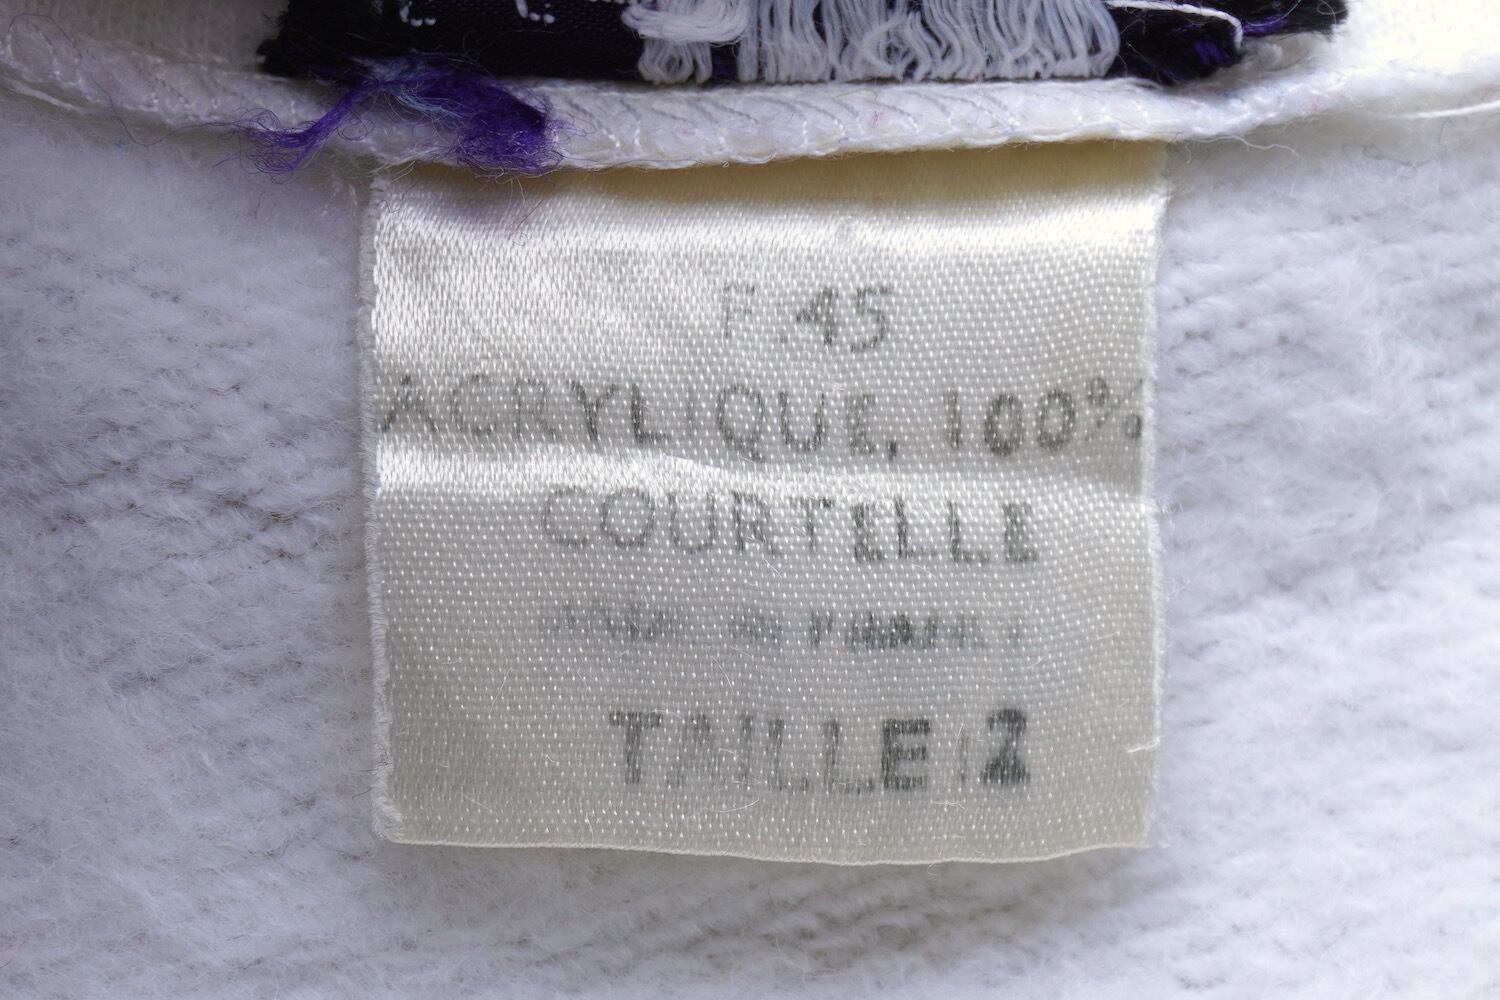 F.45
ACRYLIQUE, 100%
COURTELLE
TAILLE 2